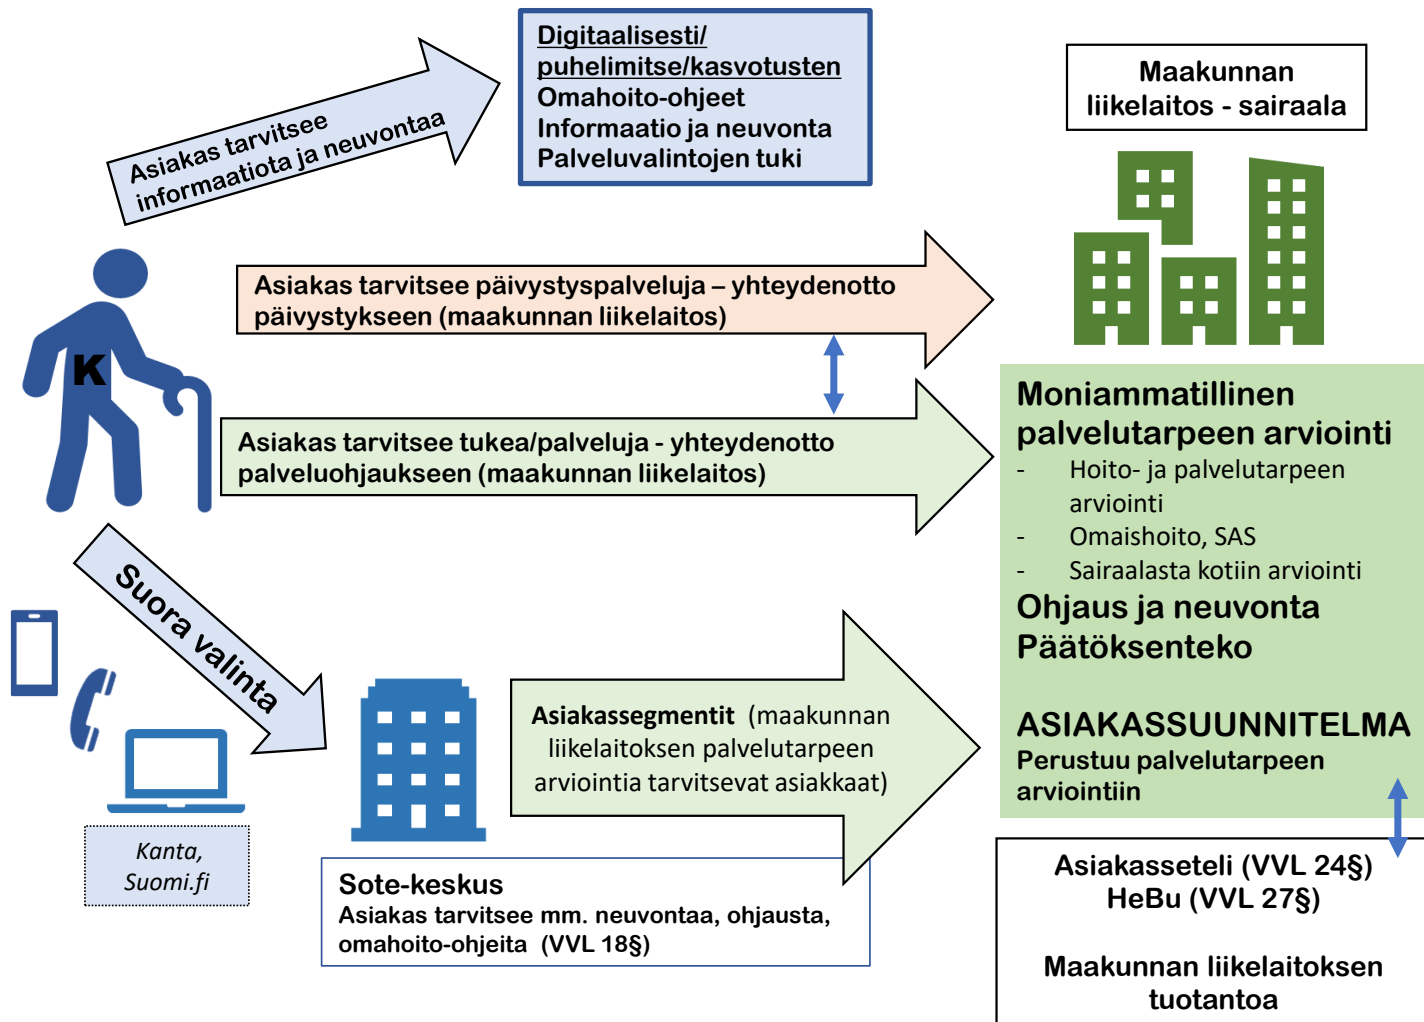 Digitaalisesti/
puhelimitse/kasvotusten
Omahoito-ohjeet
Informaatio ja neuvonta
Palveluvalintojen tuki
Maakunnan
liikelaitos - sairaala
Asiakas tarvitsee
informaatiota ja neuvontaa
Asiakas tarvitsee päivystyspalveluja – yhteydenotto
päivystykseen (maakunnan liikelaitos)
K
Asiakas tarvitsee tukea/palveluja - yhteydenotto
palveluohjaukseen (maakunnan liikelaitos)
Moniammatillinen
palvelutarpeen arviointi
- Hoito- ja palvelutarpeen
arviointi
- Omaishoito, SAS
- Sairaalasta kotiin arviointi
Ohjaus ja neuvonta
Päätöksenteko
ASIAKASSUUNNITELMA
Perustuu palvelutarpeen
arviointiin
Suora valinta
Asiakassegmentit (maakunnan
liikelaitoksen palvelutarpeen
arviointia tarvitsevat asiakkaat)
Kanta,
Suomi.fi
Sote-keskus
Asiakas tarvitsee mm. neuvontaa, ohjausta,
omahoito-ohjeita (VVL 18§)
Asiakasseteli (VVL 24§)
HeBu (VVL 27§)
Maakunnan liikelaitoksen
tuotantoa